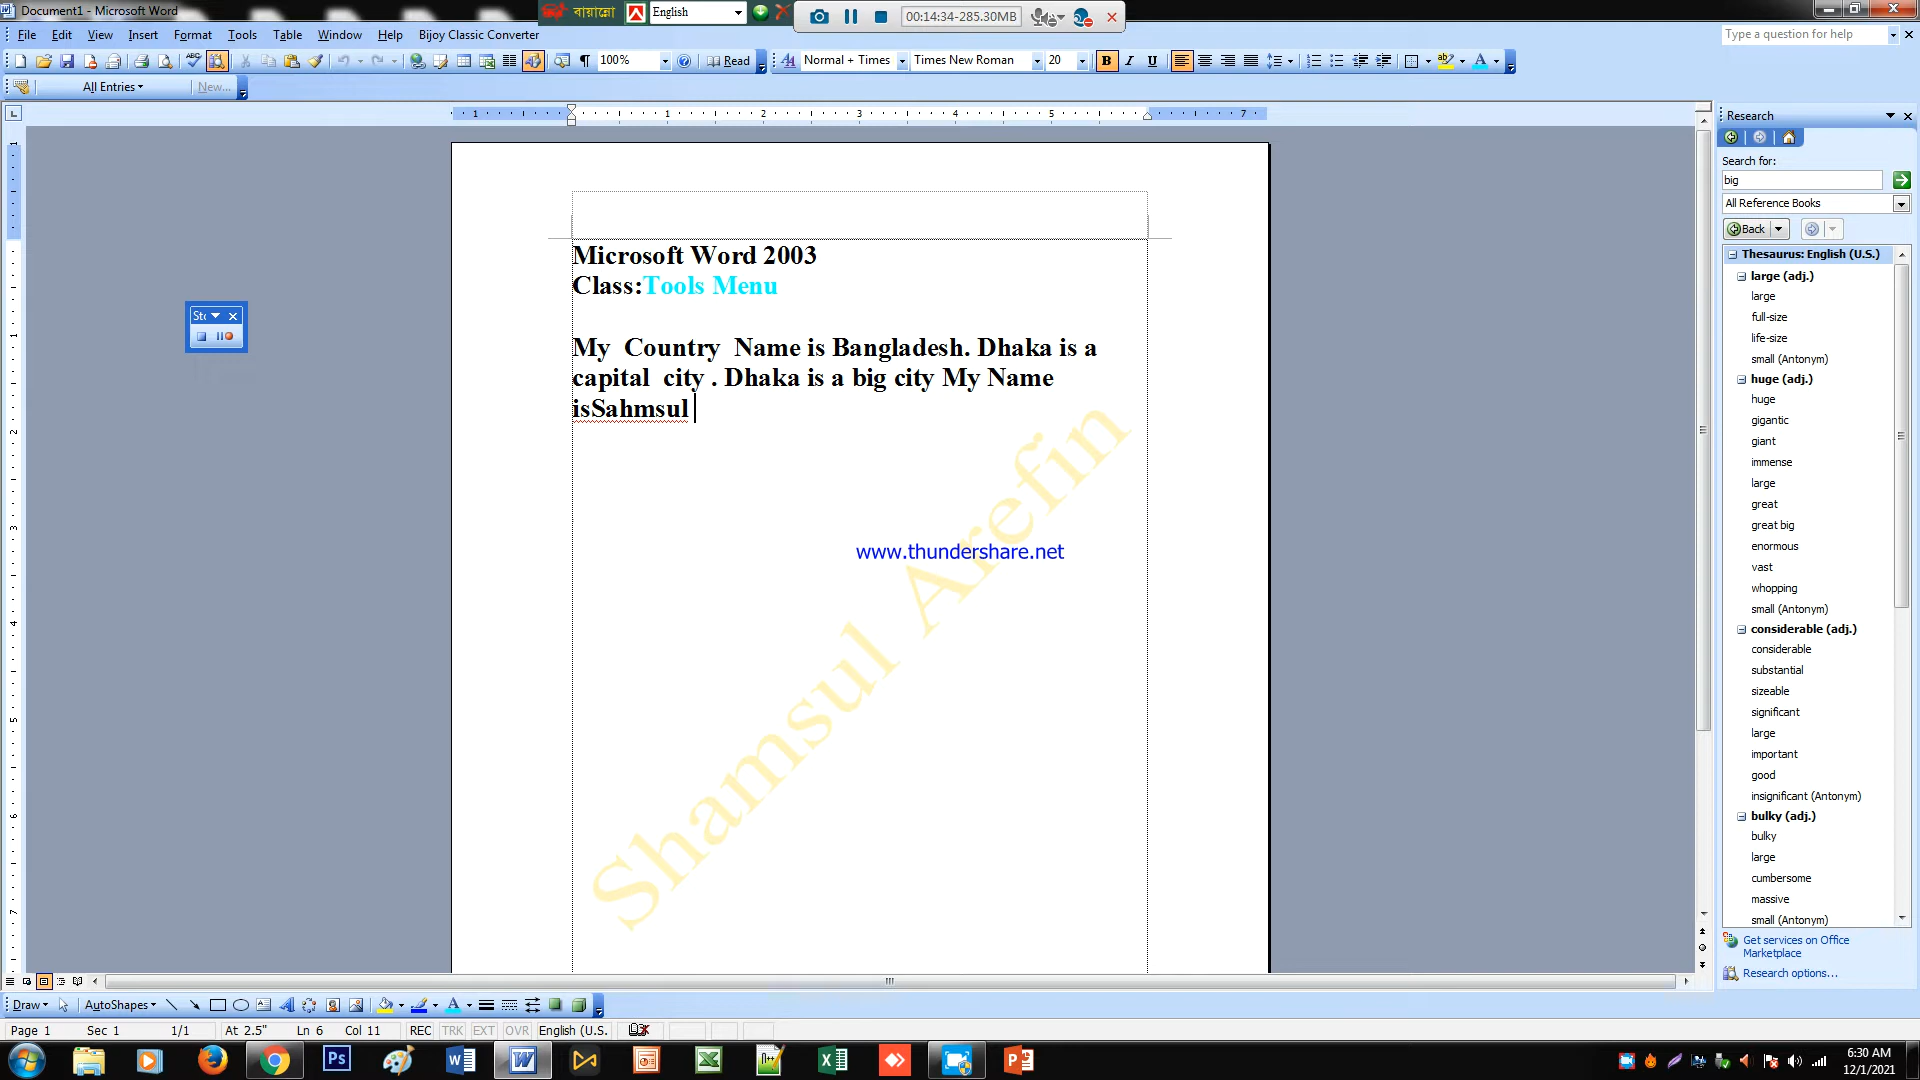 Document1 - Microsoft Word
বায়ান্নো
English
00:14:34-285.30MB
File Edit View Insert Format Tools Table Window Help Bijoy Classic Converter
Type a question for help
100%
Read
Normal + Times
Times New Roman
20
B I U
All Entries
New...
1 1 2 3 4 5 7
Research
Search for:
big
All Reference Books
Back
Thesaurus: English (U.S.)
large (adj.)
large
full-size
life-size
small (Antonym)
huge (adj.)
huge
gigantic
giant
immense
large
great
great big
enormous
vast
whopping
small (Antonym)
considerable (adj.)
considerable
substantial
sizeable
significant
large
important
good
insignificant (Antonym)
bulky (adj.)
bulky
large
cumbersome
massive
small (Antonym)
Get services on Office
Marketplace
Research options...
Microsoft Word 2003
Class:Tools Menu
My Country Name is Bangladesh. Dhaka is a
capital city . Dhaka is a big city My Name
isSahmsul
www.thundershare.net
Shamsul Arefin
Draw
AutoShapes
Page 1 Sec 1 1/1 At 2.5" Ln 6 Col 11 REC TRK EXT OVR English (U.S.
6:30 AM
12/1/2021